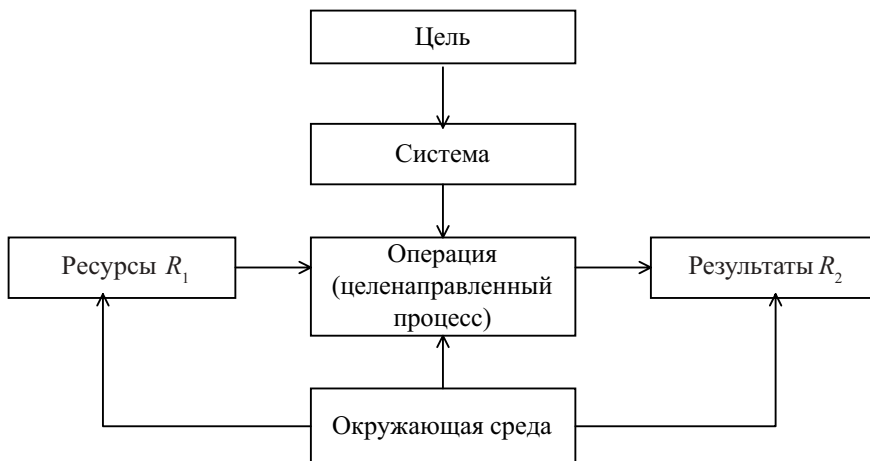 Цель
Система
Ресурсы R₁
Операция
(целенаправленный
процесс)
Результаты R₂
Окружающая среда